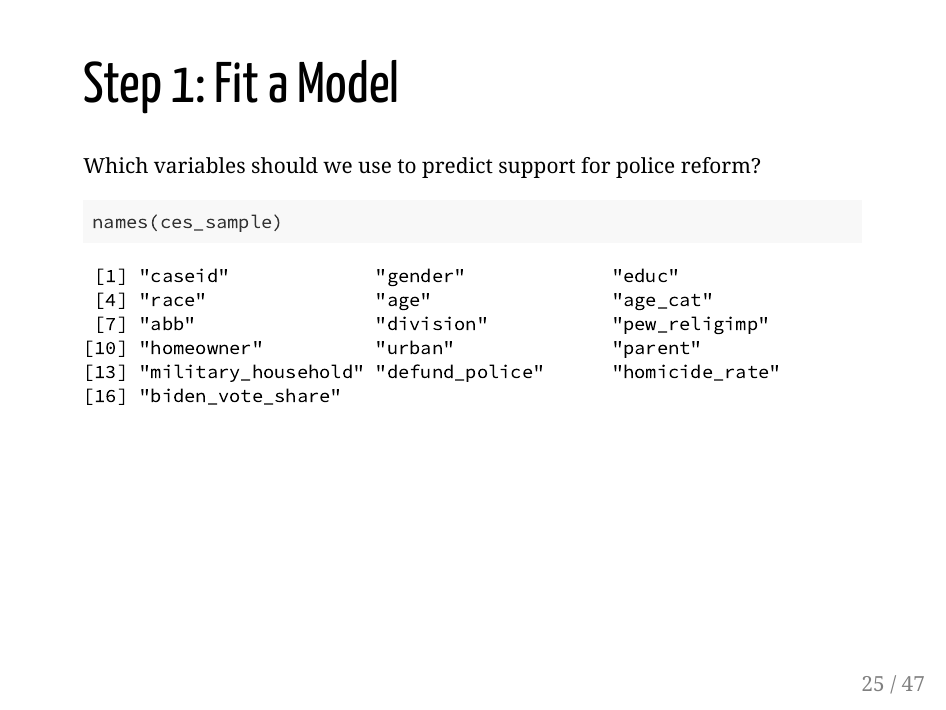 Step 1: Fit a Model
Which variables should we use to predict support for police reform?
names(ces_sample)
 [1] "caseid"             "gender"             "educ"
 [4] "race"               "age"                "age_cat"
 [7] "abb"                "division"           "pew_religimp"
[10] "homeowner"          "urban"              "parent"
[13] "military_household" "defund_police"      "homicide_rate"
[16] "biden_vote_share"
25 / 47